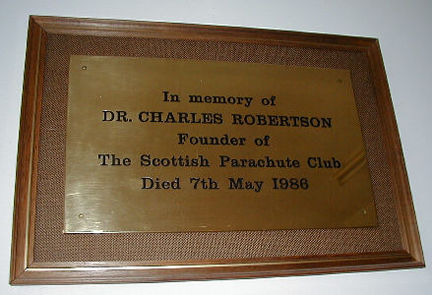 In memory of
DR. CHARLES ROBERTSON
Founder of
The Scottish Parachute Club
Died 7th May 1986